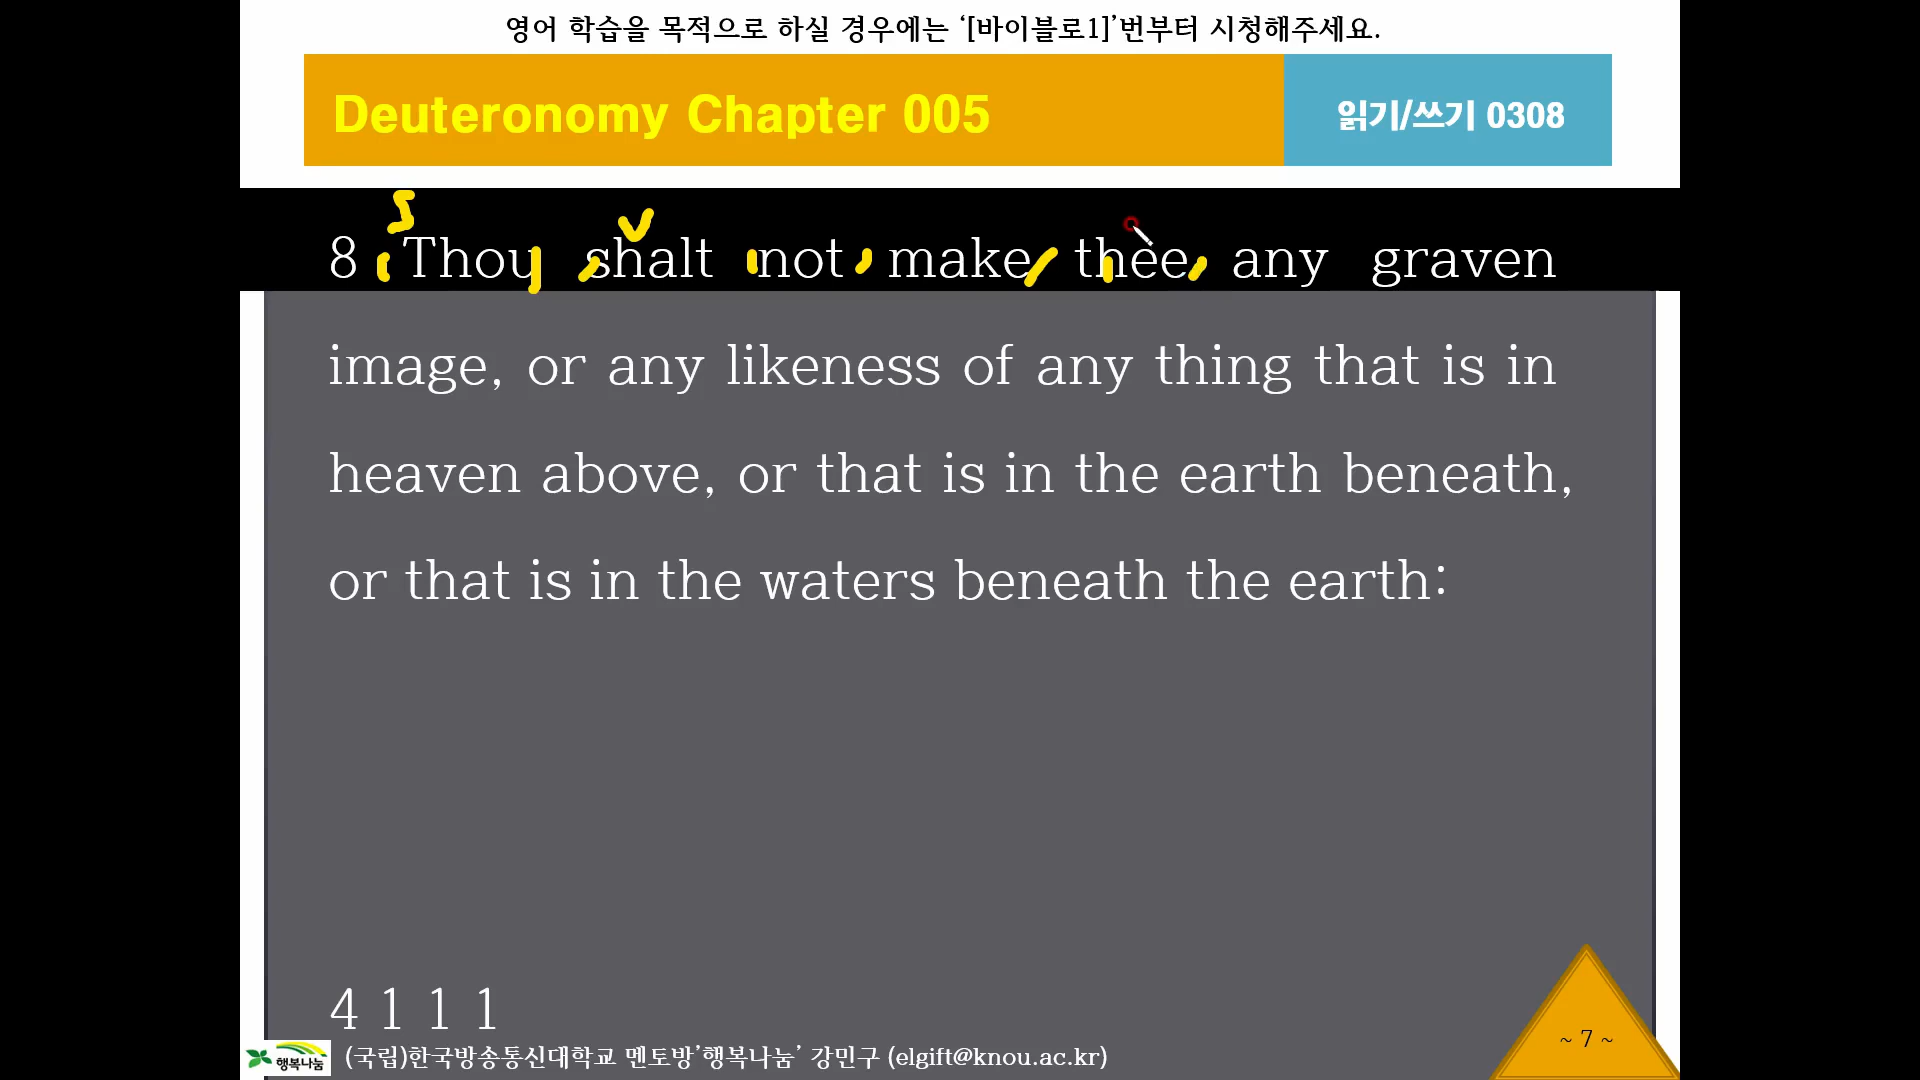 영어 학습을 목적으로 하실 경우에는 ‘[바이블로1]’번부터 시청해주세요.
Deuteronomy Chapter 005
읽기/쓰기 0308
S V
8 Thou shalt not make thee any graven
image, or any likeness of any thing that is in
heaven above, or that is in the earth beneath,
or that is in the waters beneath the earth:
4 1 1 1
~ 7 ~
행복나눔 (국립)한국방송통신대학교 멘토방’행복나눔’ 강민구 (elgift@knou.ac.kr)